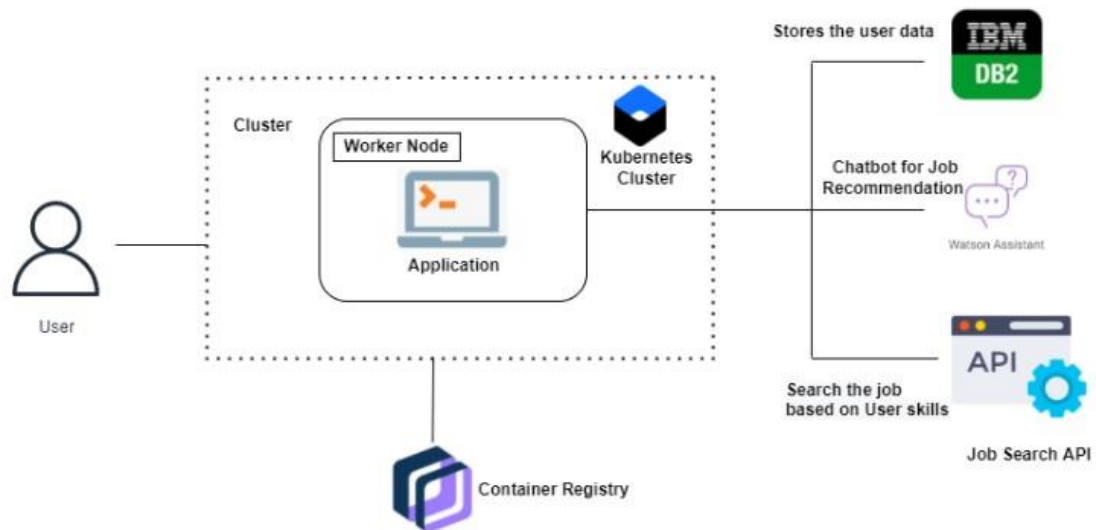 Stores the user data
IBM
DB2
Cluster
Worker Node
Kubernetes
Cluster
Application
Chatbot for Job
Recommendation
?
Watson Assistant
User
API
Search the job
based on User skills
Job Search API
Container Registry